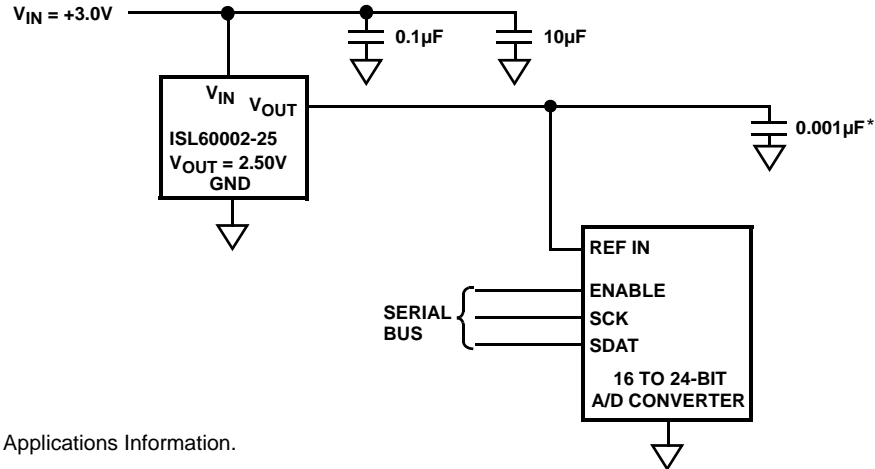 VIN = +3.0V
0.1µF
10µF
VIN
VOUT
ISL60002-25
VOUT = 2.50V
GND
0.001µF*
REF IN
ENABLE
SCK
SDAT
SERIAL
BUS
16 TO 24-BIT
A/D CONVERTER
Applications Information.